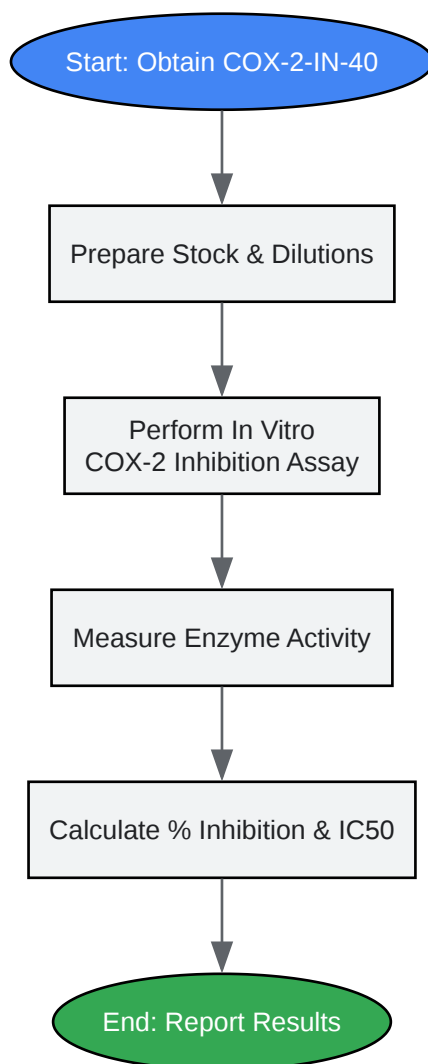 Start: Obtain COX-2-IN-40
Prepare Stock & Dilutions
Perform In Vitro
COX-2 Inhibition Assay
Measure Enzyme Activity
Calculate % Inhibition & IC50
End: Report Results